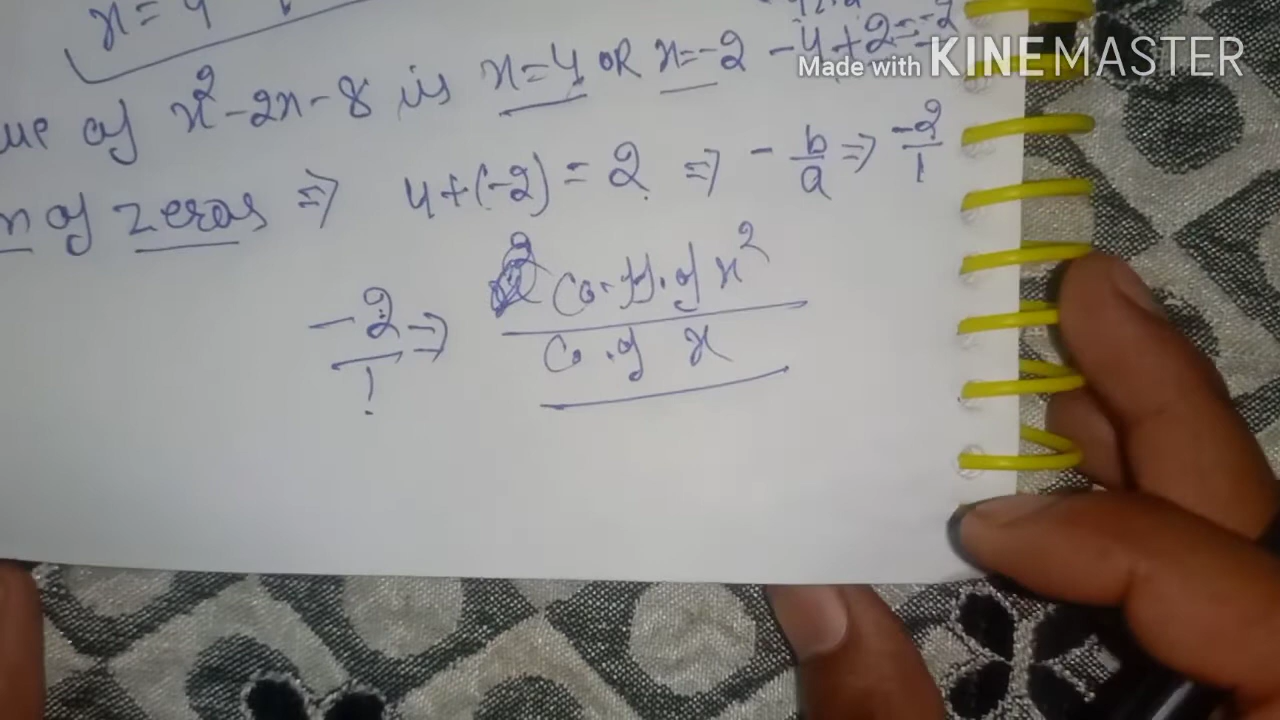 x = 4
ue of x² - 2x - 8 is x = 4 OR x = -2 - 4 + 2 = -2
Made with KINEMASTER
n of zeros ⇒ 4 + (-2) = 2 ⇒ - b/a ⇒ -2/1
-2/1 ⇒ Co.ff.of x² / Co.of x